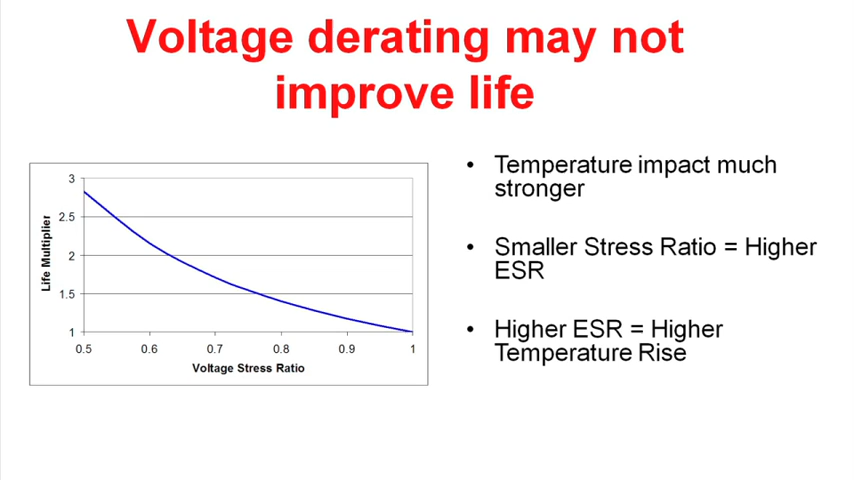 Voltage derating may not
improve life
3
2.5
2
1.5
1
Life Multiplier
0.5 0.6 0.7 0.8 0.9 1
Voltage Stress Ratio
• Temperature impact much
stronger
• Smaller Stress Ratio = Higher
ESR
• Higher ESR = Higher
Temperature Rise